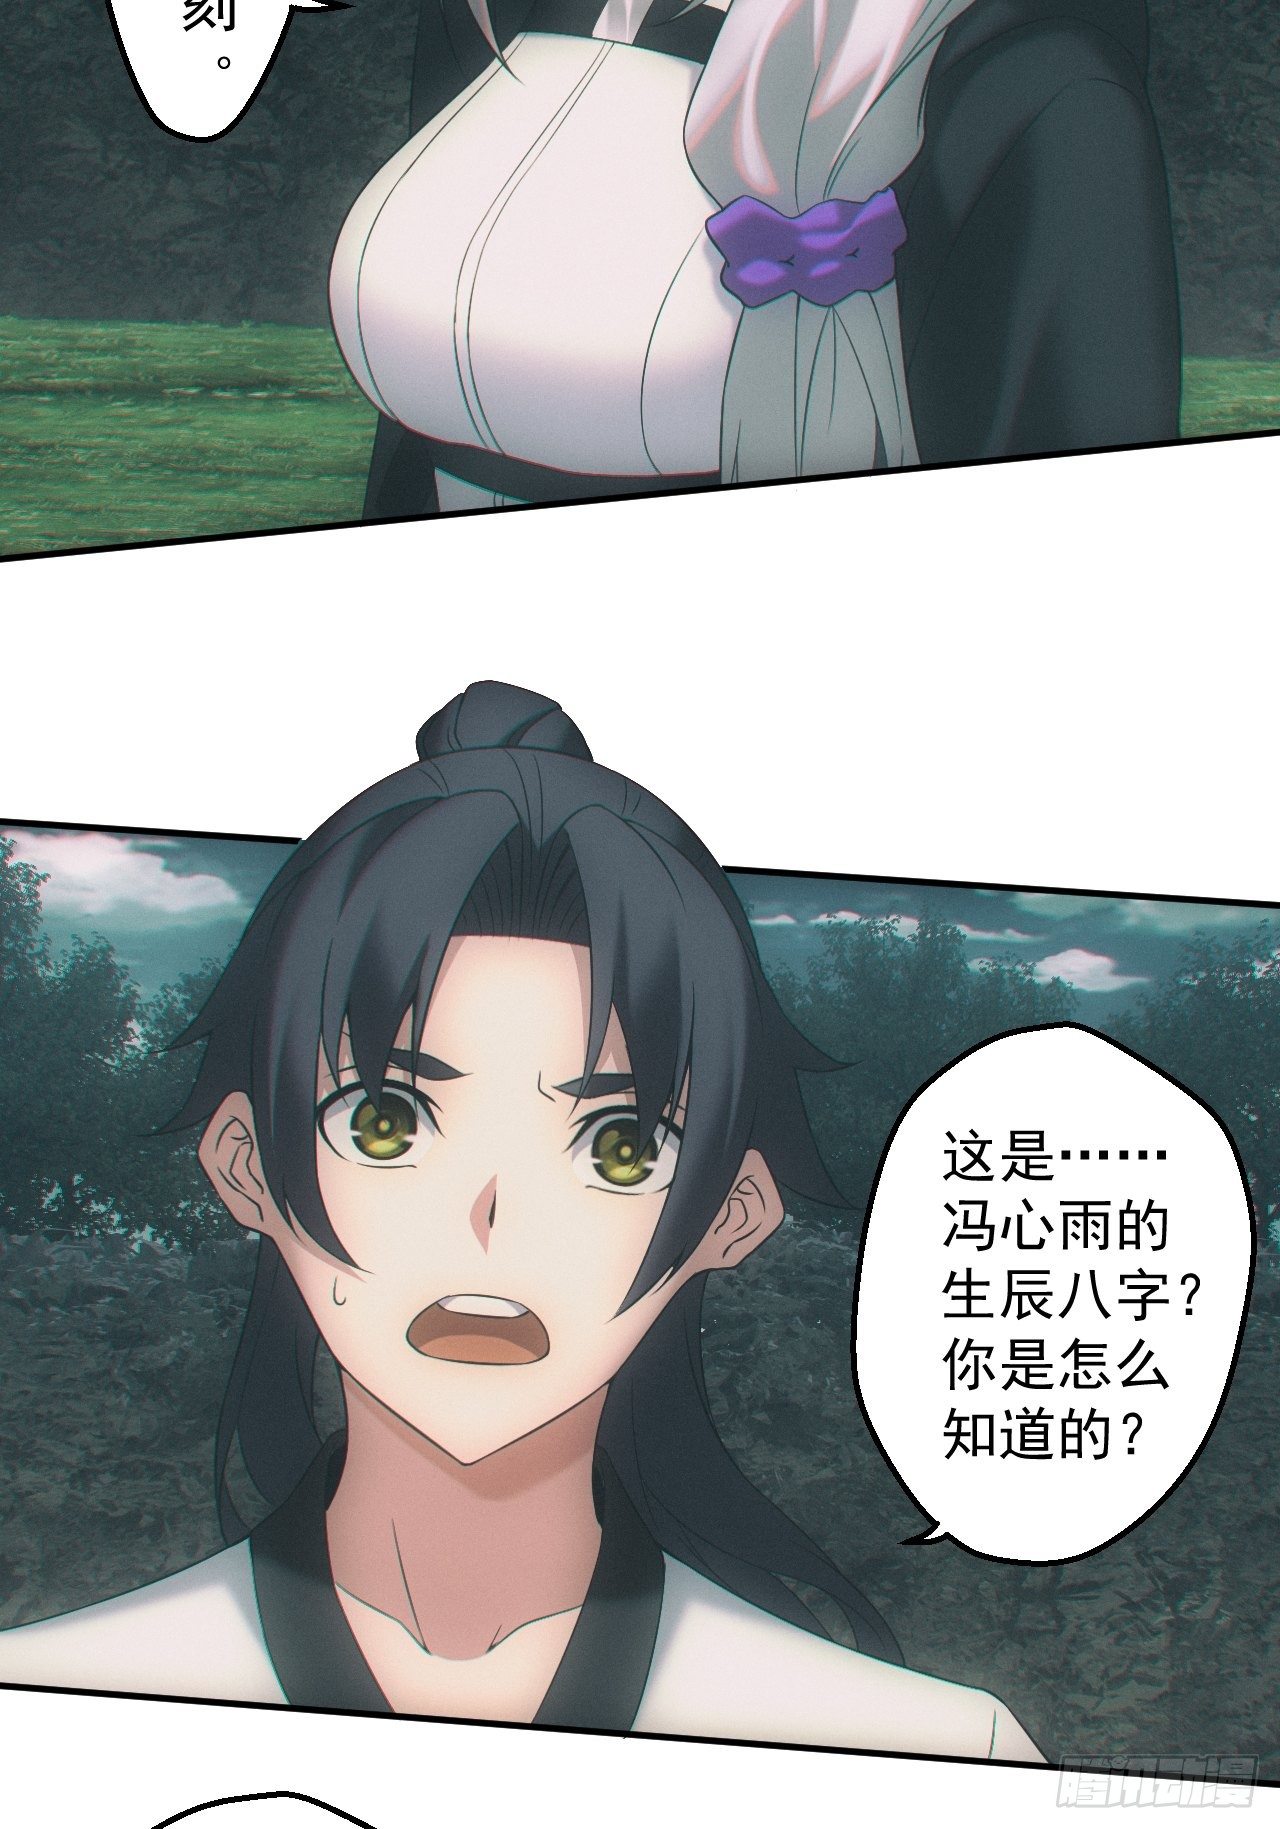 刻。
这是……
冯心雨的
生辰八字?
你是怎么
知道的?
腾讯动漫